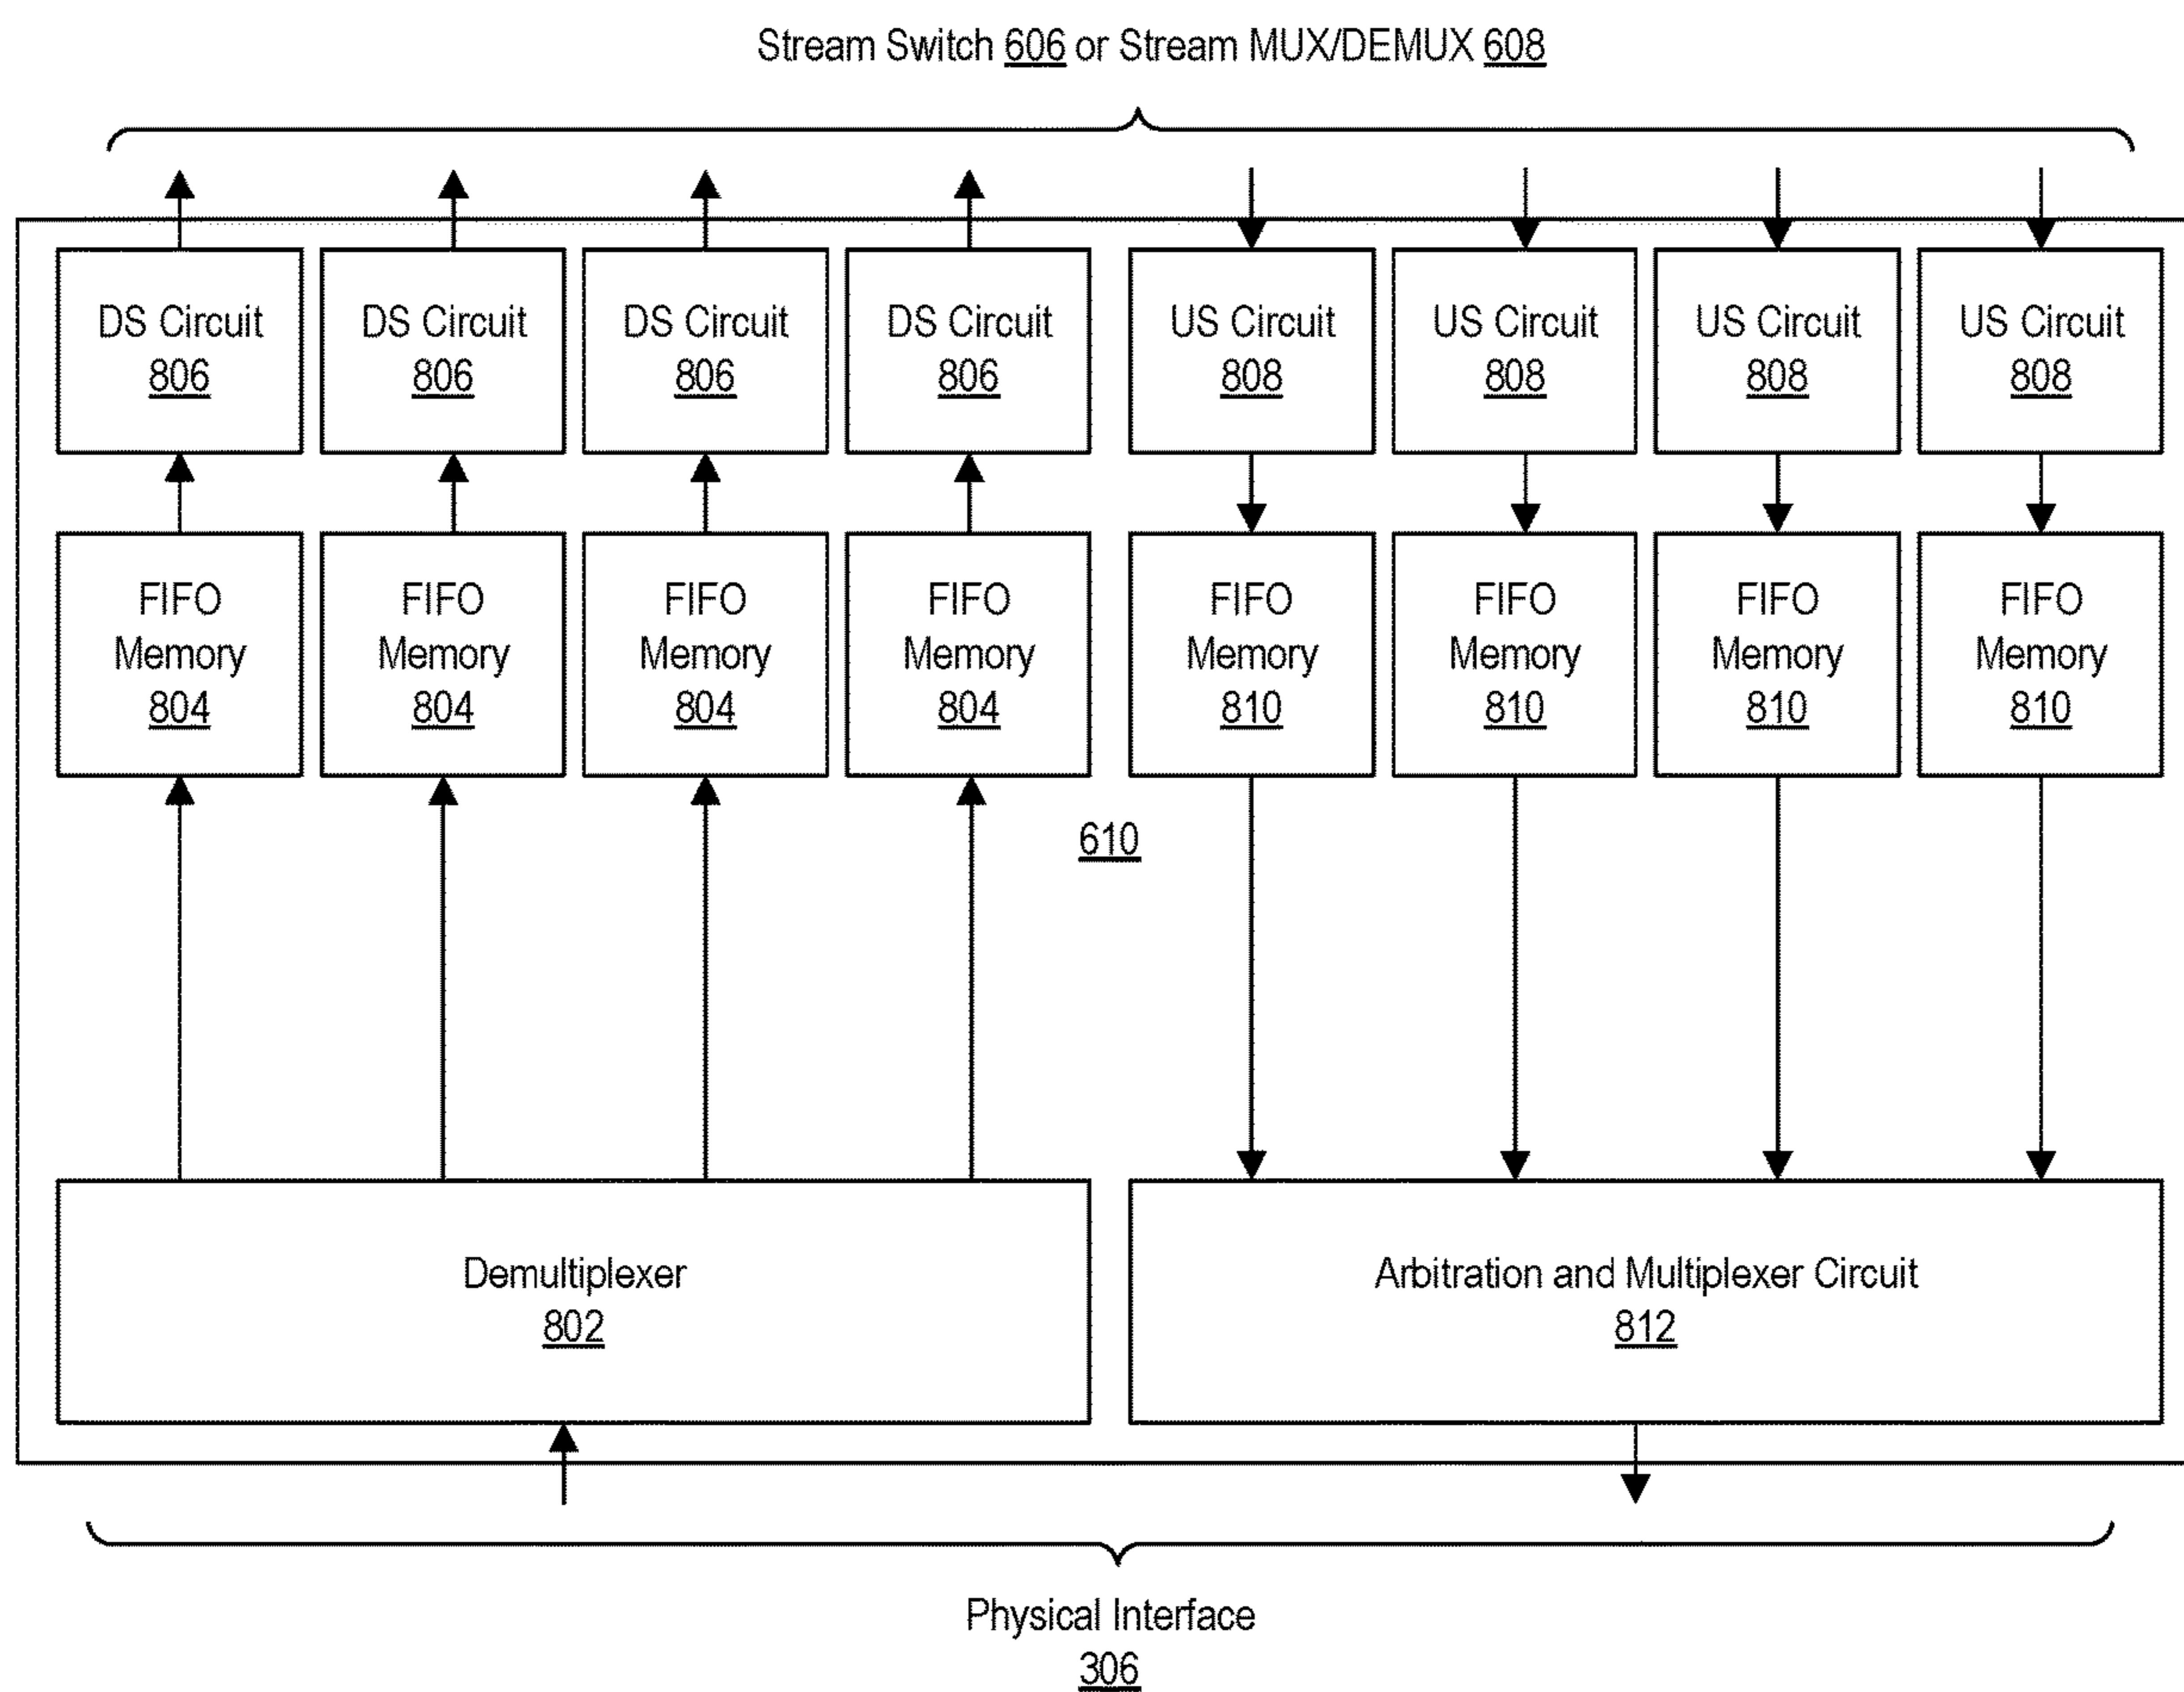 Stream Switch 606 or Stream MUX/DEMUX 608
DS Circuit
806
DS Circuit
806
DS Circuit
806
DS Circuit
806
US Circuit
808
US Circuit
808
US Circuit
808
US Circuit
808
FIFO
Memory
804
FIFO
Memory
804
FIFO
Memory
804
FIFO
Memory
804
FIFO
Memory
810
FIFO
Memory
810
FIFO
Memory
810
FIFO
Memory
810
610
Demultiplexer
802
Arbitration and Multiplexer Circuit
812
Physical Interface
306